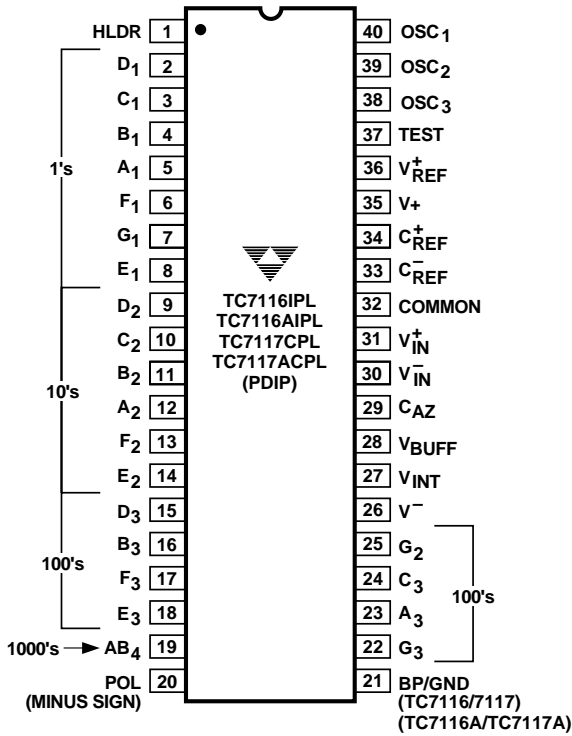 HLDR 1 40 OSC1
D1 2 39 OSC2
C1 3 38 OSC3
B1 4 37 TEST
1's A1 5 36 V+REF
F1 6 35 V+
G1 7 34 C+REF
E1 8 33 C-REF
D2 9 32 COMMON
C2 10 31 V+IN
B2 11 30 V-IN
10's A2 12 29 CAZ
F2 13 28 VBUFF
E2 14 27 VINT
D3 15 26 V-
B3 16 25 G2
100's F3 17 24 C3
E3 18 23 A3 100's
1000's AB4 19 22 G3
POL 20 21 BP/GND
(MINUS SIGN) (TC7116/7117)
(TC7116A/TC7117A)
TC7116IPL
TC7116AIPL
TC7117CPL
TC7117ACPL
(PDIP)